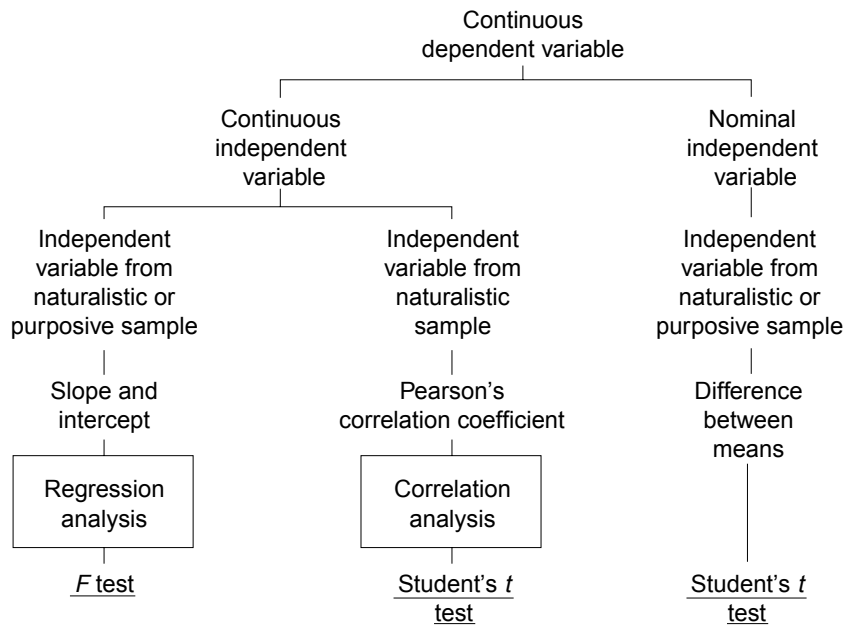 Continuous
dependent variable
Continuous
independent
variable
Nominal
independent
variable
Independent
variable from
naturalistic or
purposive sample
Independent
variable from
naturalistic
sample
Independent
variable from
naturalistic or
purposive sample
Slope and
intercept
Pearson’s
correlation coefficient
Difference
between
means
Regression
analysis
Correlation
analysis
F test
Student’s t
test
Student’s t
test